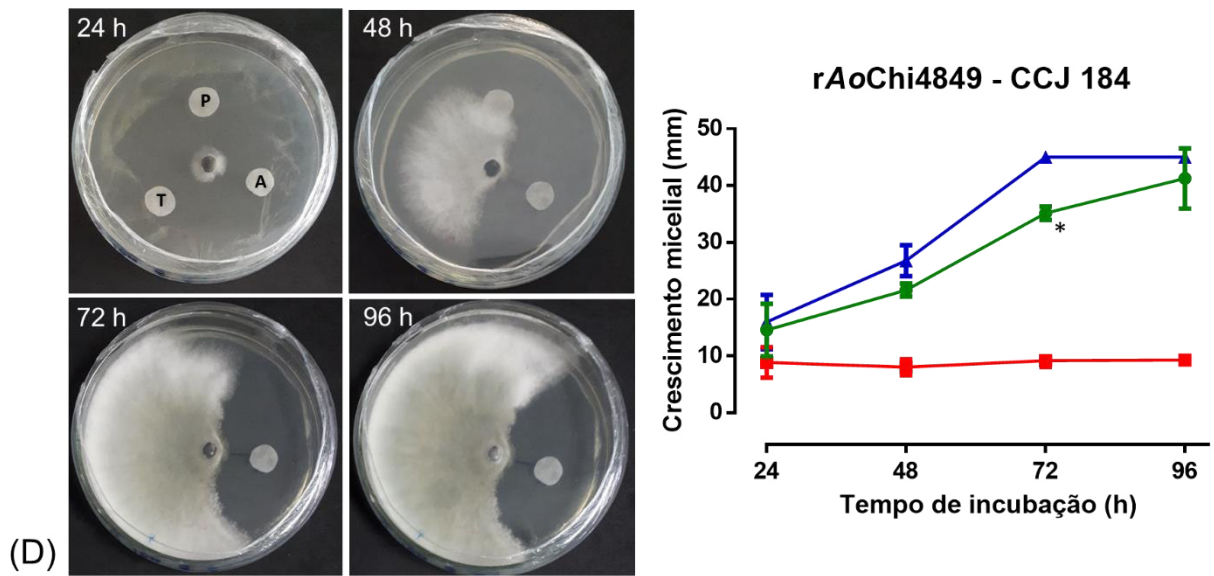 24 h
P
A
T
48 h
72 h
96 h
(D)
rAoChi4849 - CCJ 184
Crescimento micelial (mm)
50
40
30
20
10
0
*
24
48
72
96
Tempo de incubação (h)